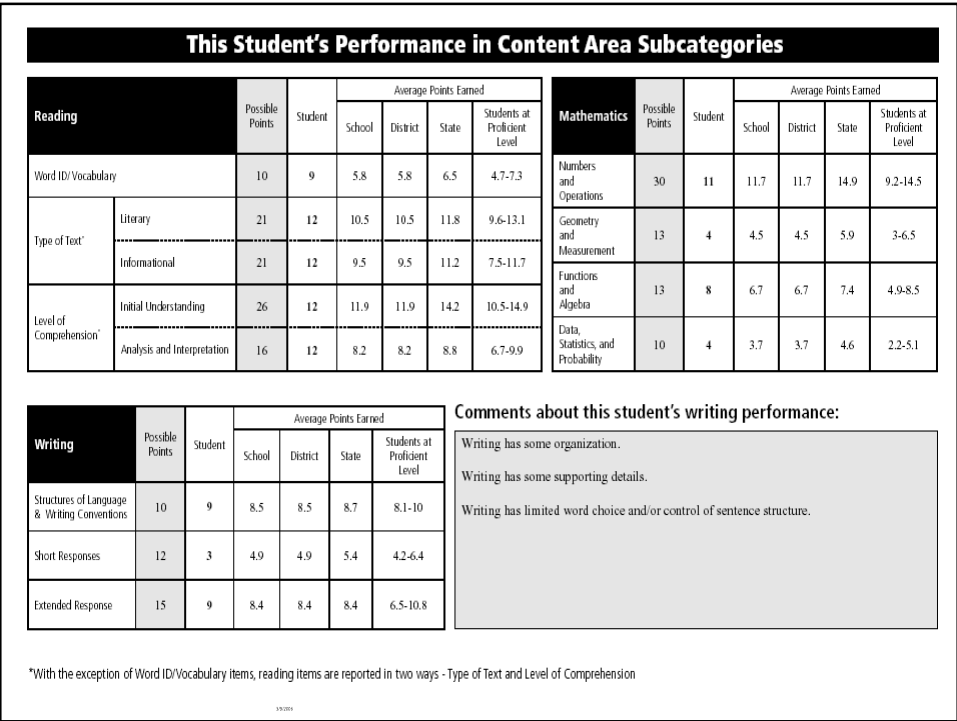 This Student's Performance in Content Area Subcategories
Reading
Possible
Points
Student
Average Points Earned
School
District
State
Students at
Proficient
Level
Word ID/ Vocabulary
10
9
5.8
5.8
6.5
4.7-7.3
Type of Text*
Literary
21
12
10.5
10.5
11.8
9.6-13.1
Informational
21
12
9.5
9.5
11.2
7.5-11.7
Level of
Comprehension*
Initial Understanding
26
12
11.9
11.9
14.2
10.5-14.9
Analysis and Interpretation
16
12
8.2
8.2
8.8
6.7-9.9
Mathematics
Possible
Points
Student
Average Points Earned
School
District
State
Students at
Proficient
Level
Numbers
and
Operations
30
11
11.7
11.7
14.9
9.2-14.5
Geometry
and
Measurement
13
4
4.5
4.5
5.9
3-6.5
Functions
and
Algebra
13
8
6.7
6.7
7.4
4.9-8.5
Data,
Statistics, and
Probability
10
4
3.7
3.7
4.6
2.2-5.1
Writing
Possible
Points
Student
Average Points Earned
School
District
State
Students at
Proficient
Level
Structures of Language
& Writing Conventions
10
9
8.5
8.5
8.7
8.1-10
Short Responses
12
3
4.9
4.9
5.4
4.2-6.4
Extended Response
15
9
8.4
8.4
8.4
6.5-10.8
Comments about this student's writing performance:
Writing has some organization.
Writing has some supporting details.
Writing has limited word choice and/or control of sentence structure.
*With the exception of Word ID/Vocabulary items, reading items are reported in two ways - Type of Text and Level of Comprehension